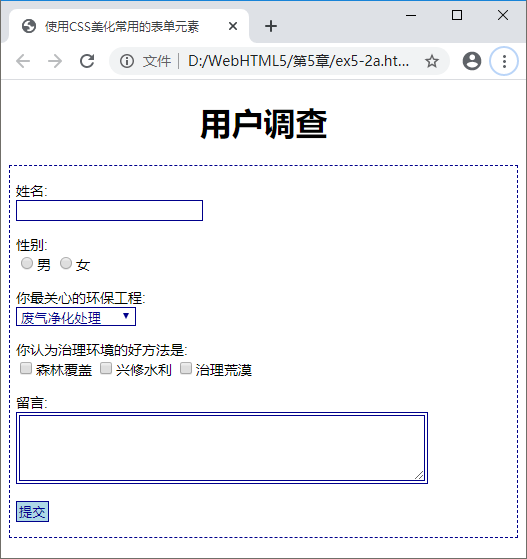 使用CSS美化常用的表单元素
文件 D:/WebHTML5/第5章/ex5-2a.ht...
用户调查
姓名:
性别:
男 女
你最关心的环保工程:
废气净化处理
你认为治理环境的好方法是:
森林覆盖 兴修水利 治理荒漠
留言:
提交